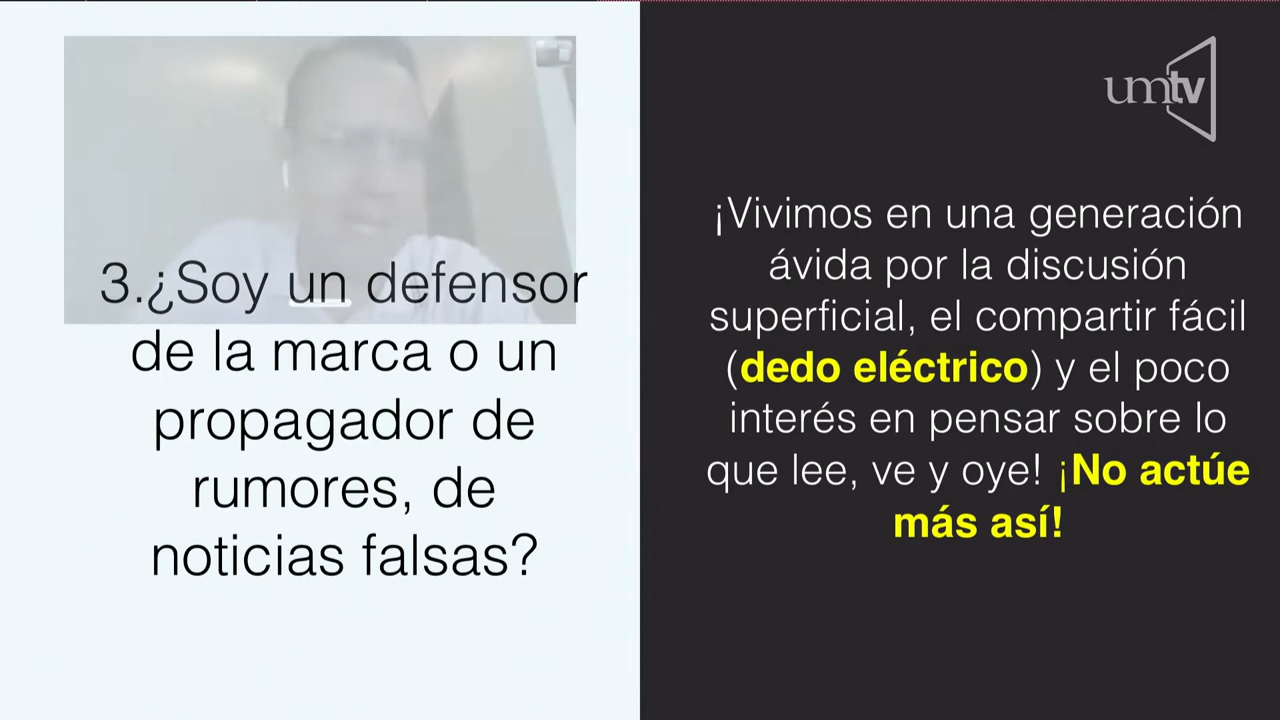 3.¿Soy un defensor
de la marca o un
propagador de
rumores, de
noticias falsas?
umtv
¡Vivimos en una generación
ávida por la discusión
superficial, el compartir fácil
(dedo eléctrico) y el poco
interés en pensar sobre lo
que lee, ve y oye! ¡No actúe
más así!